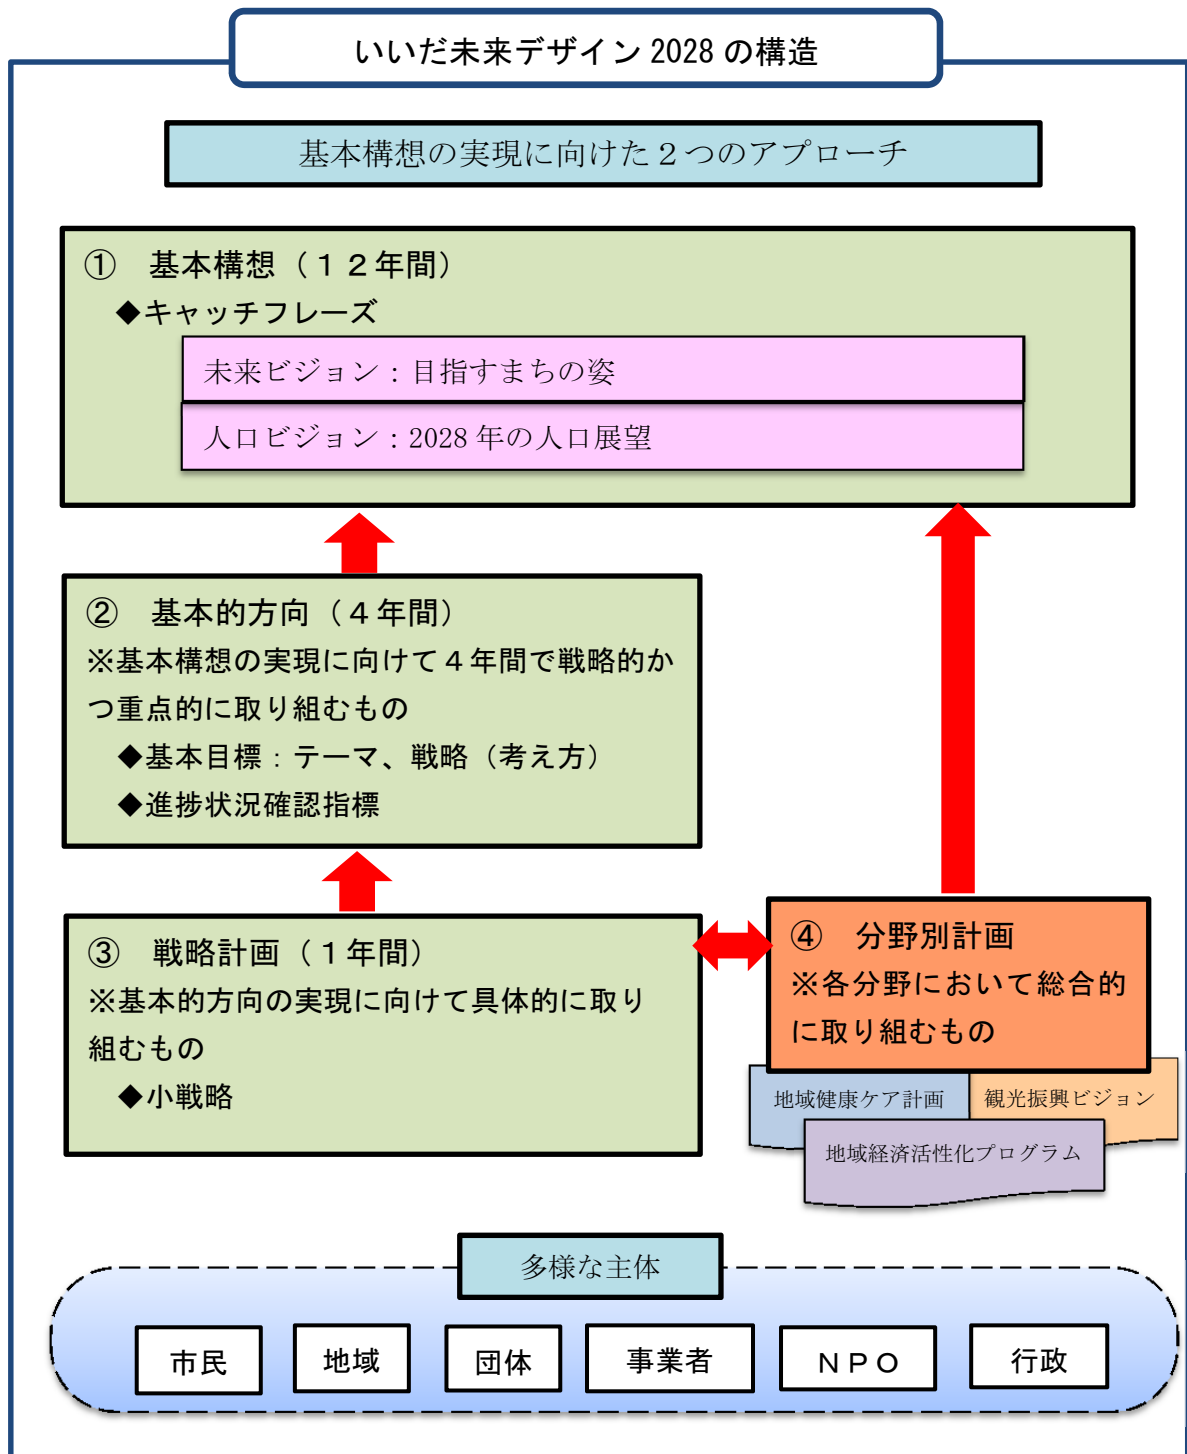 いいだ未来デザイン 2028 の構造
基本構想の実現に向けた２つのアプローチ
①　基本構想（１２年間）
◆キャッチフレーズ
未来ビジョン：目指すまちの姿
人口ビジョン：2028 年の人口展望
②　基本的方向（４年間）
※基本構想の実現に向けて４年間で戦略的か
つ重点的に取り組むもの
◆基本目標：テーマ、戦略（考え方）
◆進捗状況確認指標
③　戦略計画（１年間）
※基本的方向の実現に向けて具体的に取り
組むもの
◆小戦略
④　分野別計画
※各分野において総合的
に取り組むもの
地域健康ケア計画
観光振興ビジョン
地域経済活性化プログラム
多様な主体
市民
地域
団体
事業者
ＮＰＯ
行政